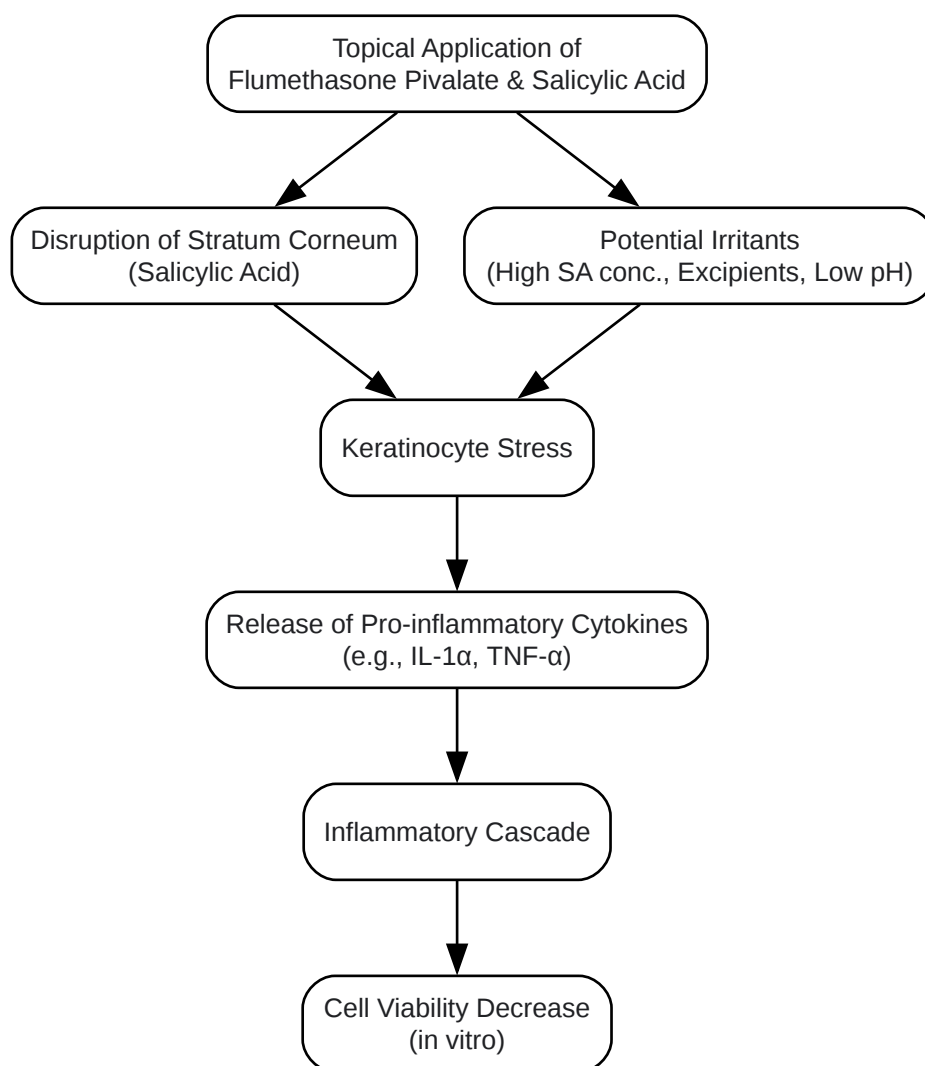 Topical Application of
Flumethasone Pivalate & Salicylic Acid
Disruption of Stratum Corneum
(Salicylic Acid)
Potential Irritants
(High SA conc., Excipients, Low pH)
Keratinocyte Stress
Release of Pro-inflammatory Cytokines
(e.g., IL-1α, TNF-α)
Inflammatory Cascade
Cell Viability Decrease
(in vitro)